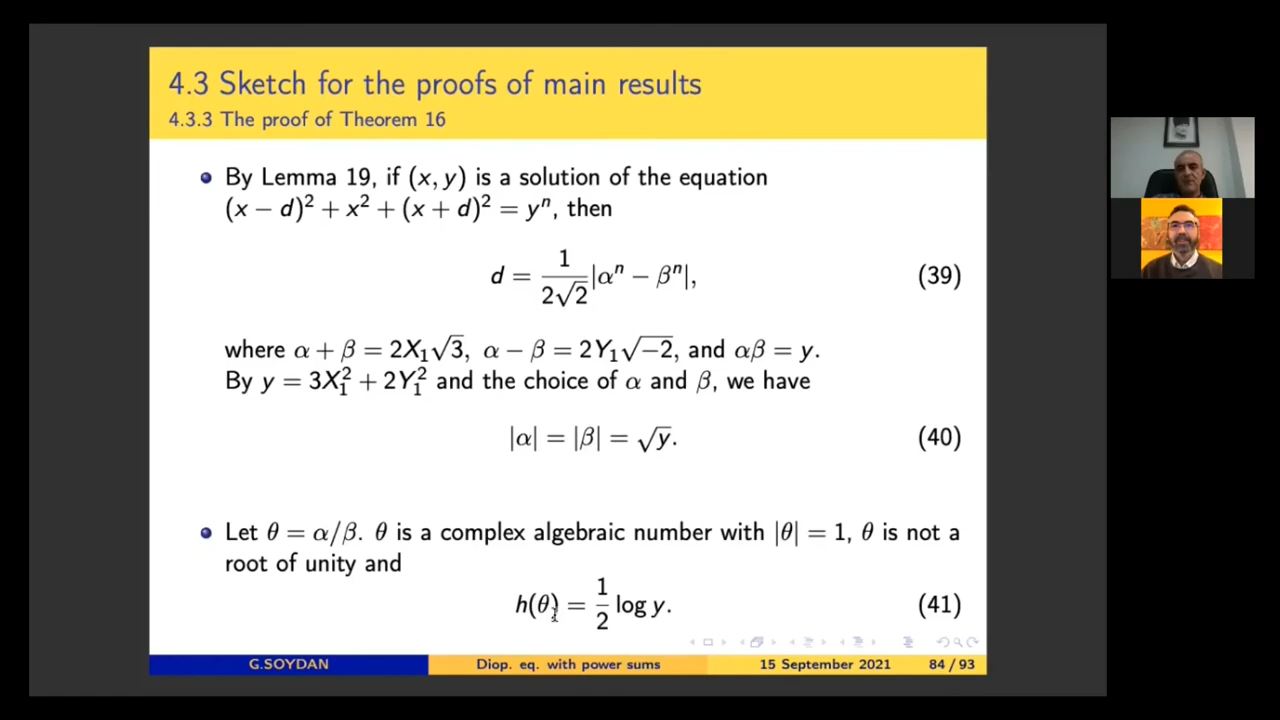 4.3 Sketch for the proofs of main results
4.3.3 The proof of Theorem 16
By Lemma 19, if (x, y) is a solution of the equation
(x − d)² + x² + (x + d)² = yⁿ, then
d = 1/(2√2) |αⁿ − βⁿ|, (39)
where α + β = 2X₁√3, α − β = 2Y₁√−2, and αβ = y.
By y = 3X₁² + 2Y₁² and the choice of α and β, we have
|α| = |β| = √y. (40)
Let θ = α/β. θ is a complex algebraic number with |θ| = 1, θ is not a
root of unity and
h(θ) = 1/2 log y. (41)
G.SOYDAN Diop. eq. with power sums 15 September 2021 84 / 93